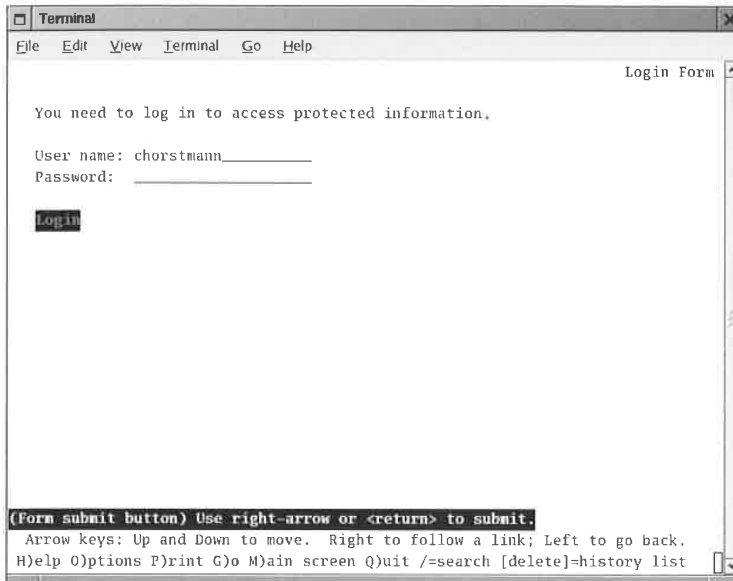 Terminal
File Edit View Terminal Go Help
Login Form
You need to log in to access protected information.
User name: chorstmann
Password:
Login
(Form submit button) Use right-arrow or <return> to submit.
Arrow keys: Up and Down to move. Right to follow a link; Left to go back.
H)elp O)ptions P)rint G)o M)ain screen Q)uit /=search [delete]=history list